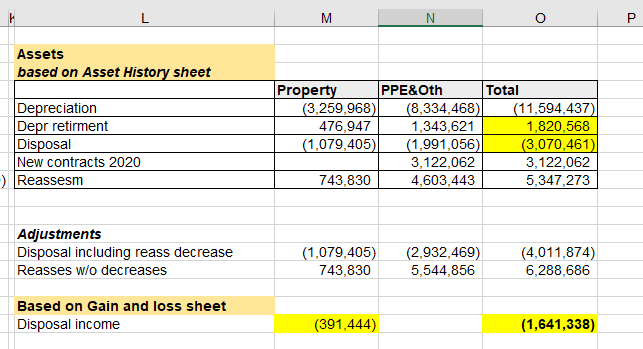 K L M N O P
Assets
based on Asset History sheet
Property PPE&Oth Total
Depreciation (3,259,968) (8,334,468) (11,594,437)
Depr retirment 476,947 1,343,621 1,820,568
Disposal (1,079,405) (1,991,056) (3,070,461)
New contracts 2020 3,122,062 3,122,062
) Reassesm 743,830 4,603,443 5,347,273
Adjustments
Disposal including reass decrease (1,079,405) (2,932,469) (4,011,874)
Reasses w/o decreases 743,830 5,544,856 6,288,686
Based on Gain and loss sheet
Disposal income (391,444) (1,641,338)